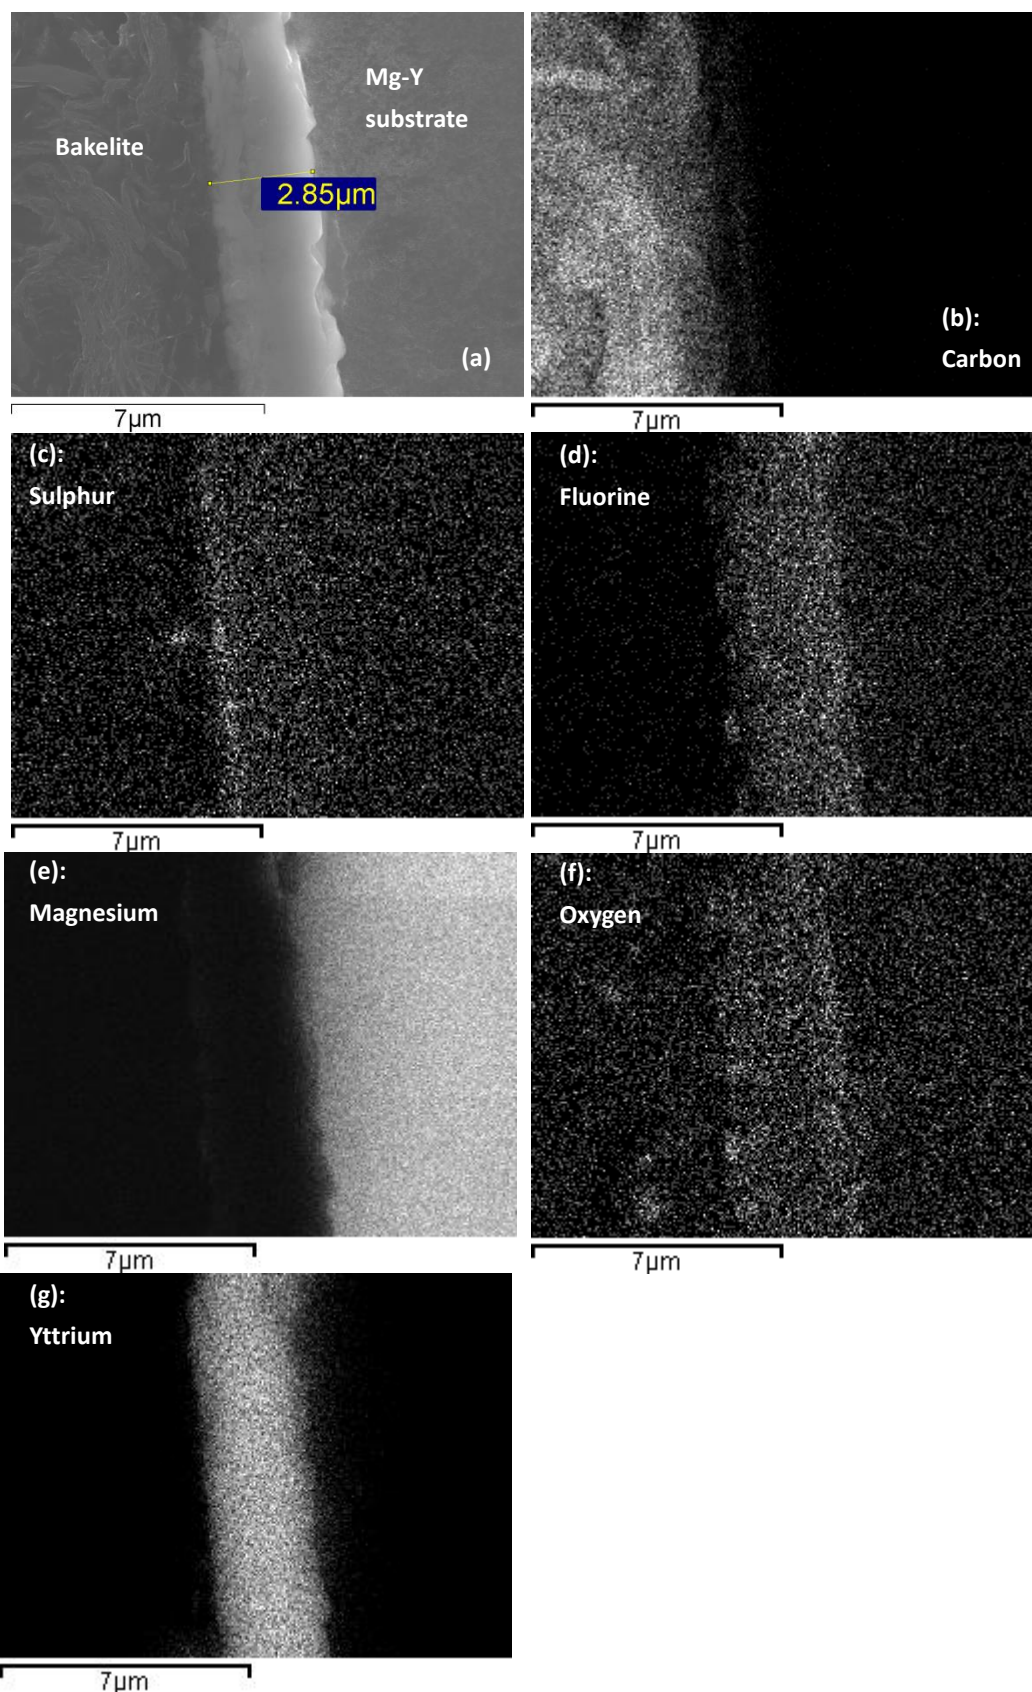 Mg-Y
substrate
Bakelite
2.85µm
(a)
7µm
(b):
Carbon
7µm
(c):
Sulphur
7µm
(d):
Fluorine
7µm
(e):
Magnesium
7µm
(f):
Oxygen
7µm
(g):
Yttrium
7µm